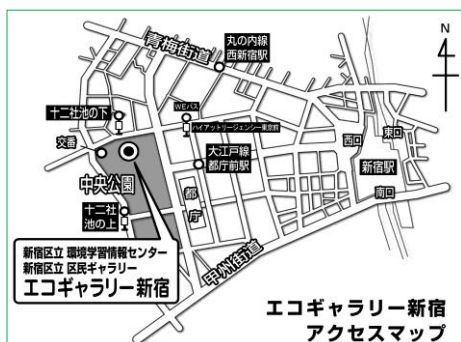 N
青梅街道
丸の内線
西新宿駅
十二社池の下
WEバス
ハイアットリージェンシー東京前
交番
大江戸線
都庁前駅
西口
東口
新宿駅
南口
中央公園
都庁
十二社
池の上
甲州街道
新宿区立 環境学習情報センター
新宿区立 区民ギャラリー
エコギャラリー新宿
エコギャラリー新宿
アクセスマップ